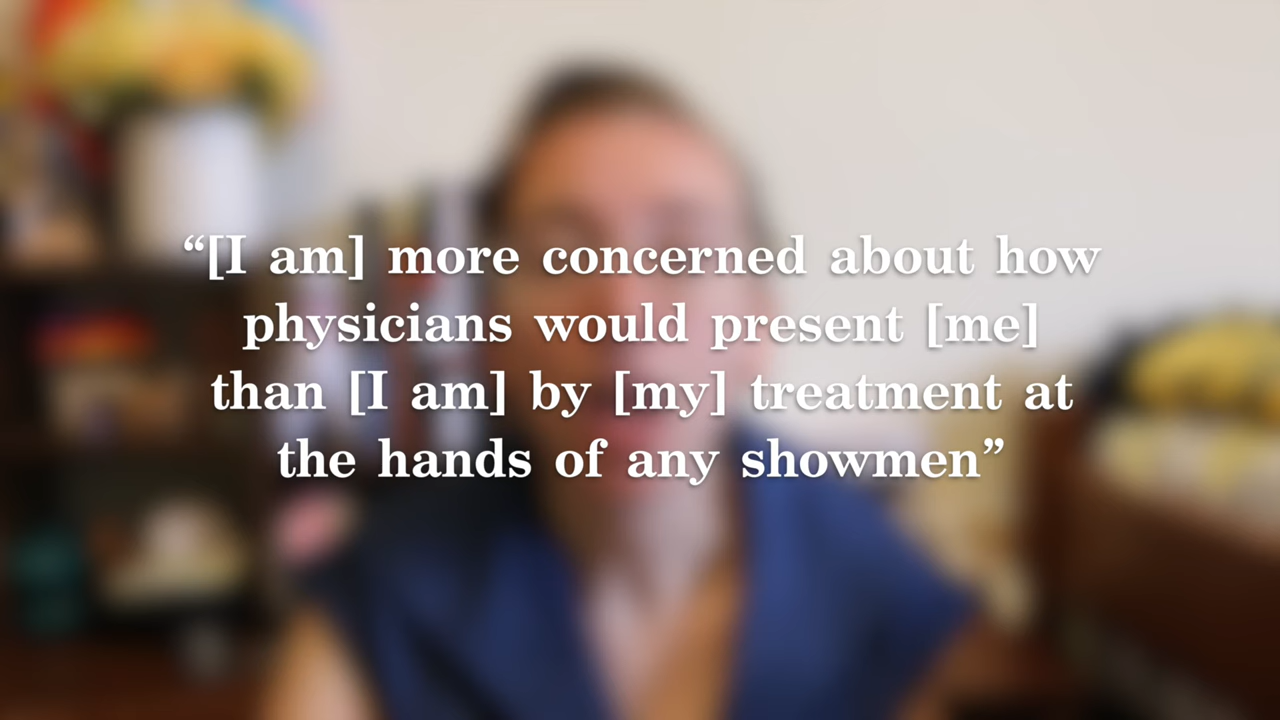 “[I am] more concerned about how
physicians would present [me]
than [I am] by [my] treatment at
the hands of any showmen”